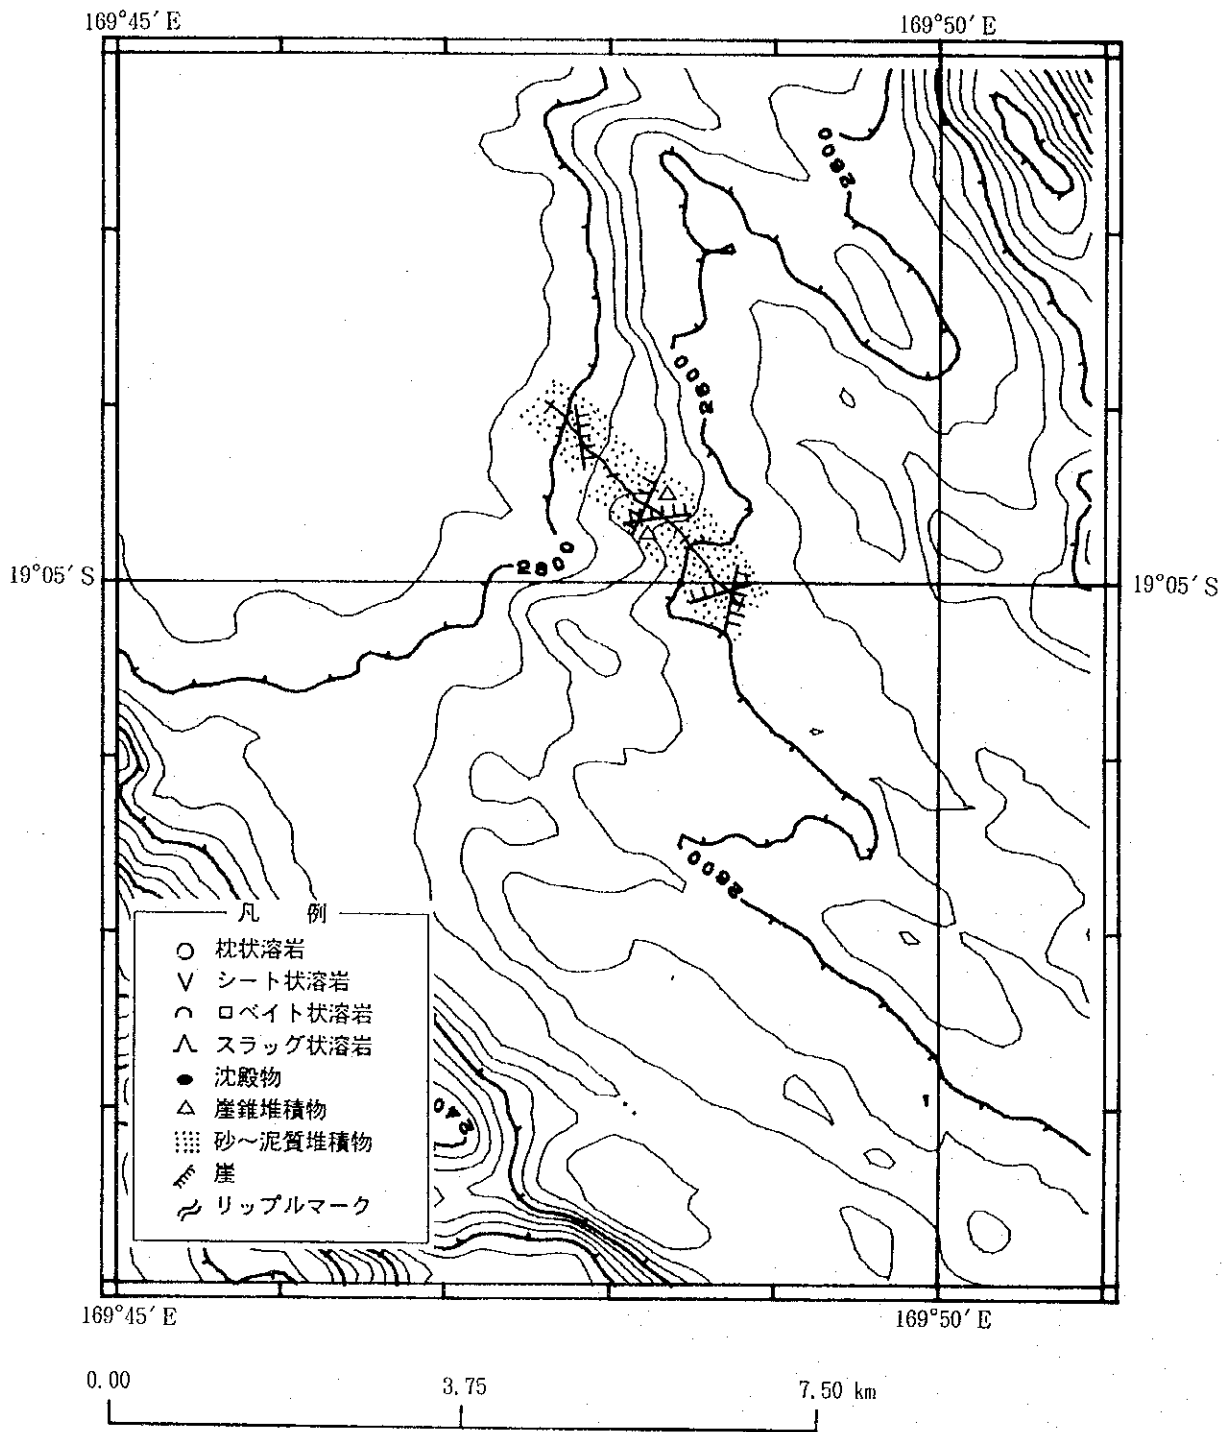 169°45′E
169°50′E
2600
2600
2800
19°05′S
19°05′S
2600
凡 例
枕状溶岩
シート状溶岩
ロベイト状溶岩
スラッグ状溶岩
沈殿物
崖錐堆積物
砂～泥質堆積物
崖
リップルマーク
169°45′E
169°50′E
0.00
3.75
7.50 km